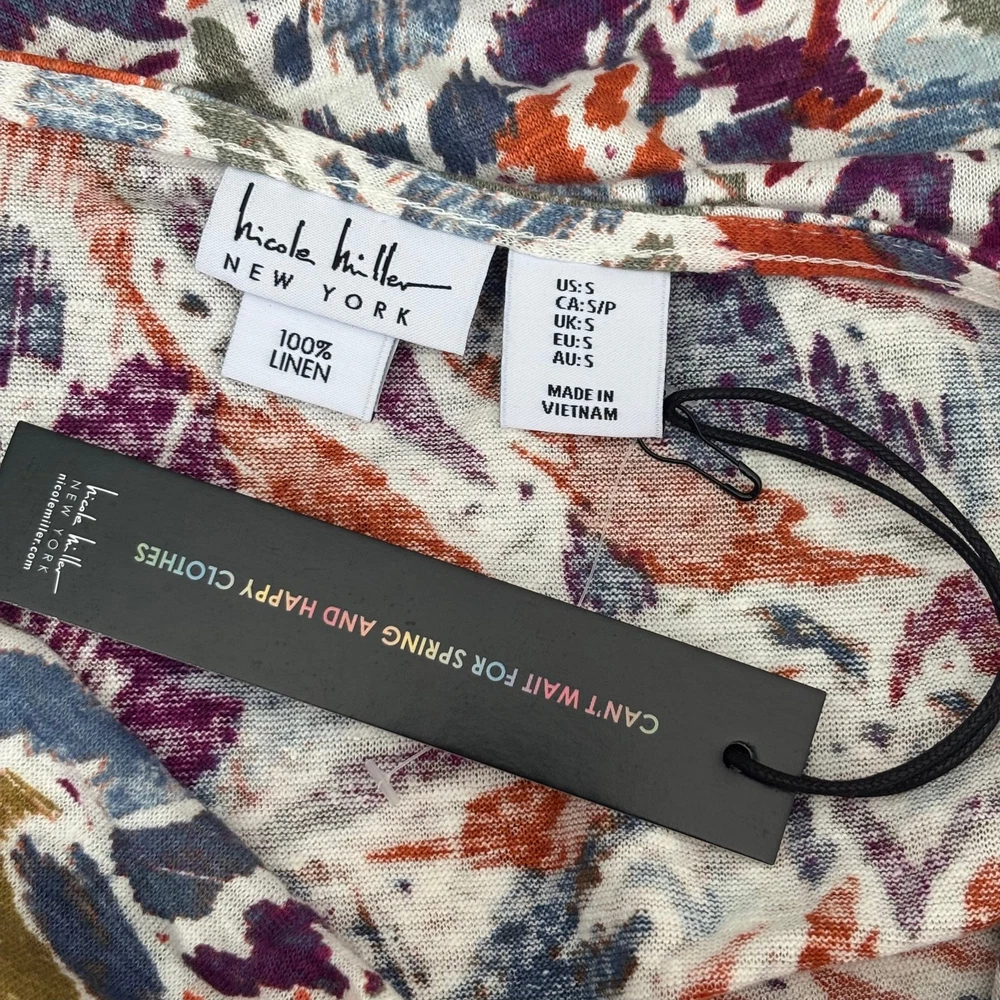 nicole miller
NEW YORK
100%
LINEN
US: S
CA: S/P
UK: S
EU: S
AU: S
MADE IN
VIETNAM
nicole miller
NEW YORK
nicolemiller.com
CAN'T WAIT FOR SPRING AND HAPPY CLOTHES